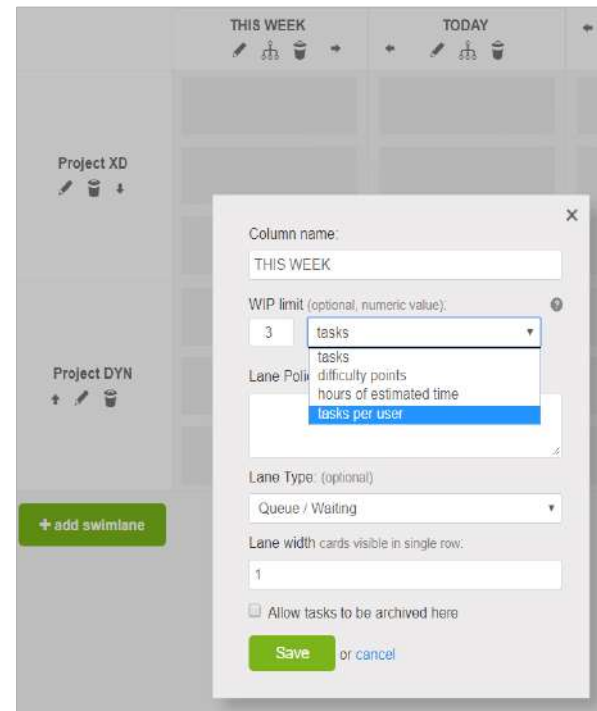 THIS WEEK
TODAY
Project XD
Project DYN
+ add swimlane
×
Column name:
THIS WEEK
WIP limit (optional, numeric value): ?
3 tasks
tasks
difficulty points
hours of estimated time
tasks per user
Lane Poli
Lane Type: (optional)
Queue / Waiting
Lane width cards visible in single row:
1
Allow tasks to be archived here
Save or cancel